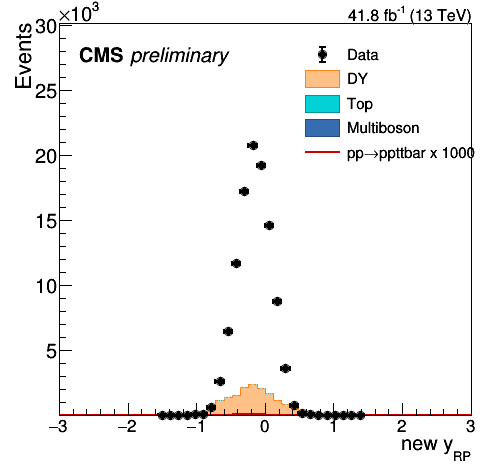 ×10³
41.8 fb⁻¹ (13 TeV)
Events
CMS preliminary
Data
DY
Top
Multiboson
pp→ppttbar x 1000
30
25
20
15
10
5
−3 −2 −1 0 1 2 3
new y_RP